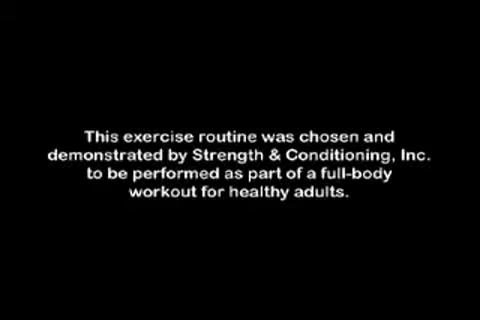 This exercise routine was chosen and
demonstrated by Strength & Conditioning, Inc.
to be performed as part of a full-body
workout for healthy adults.